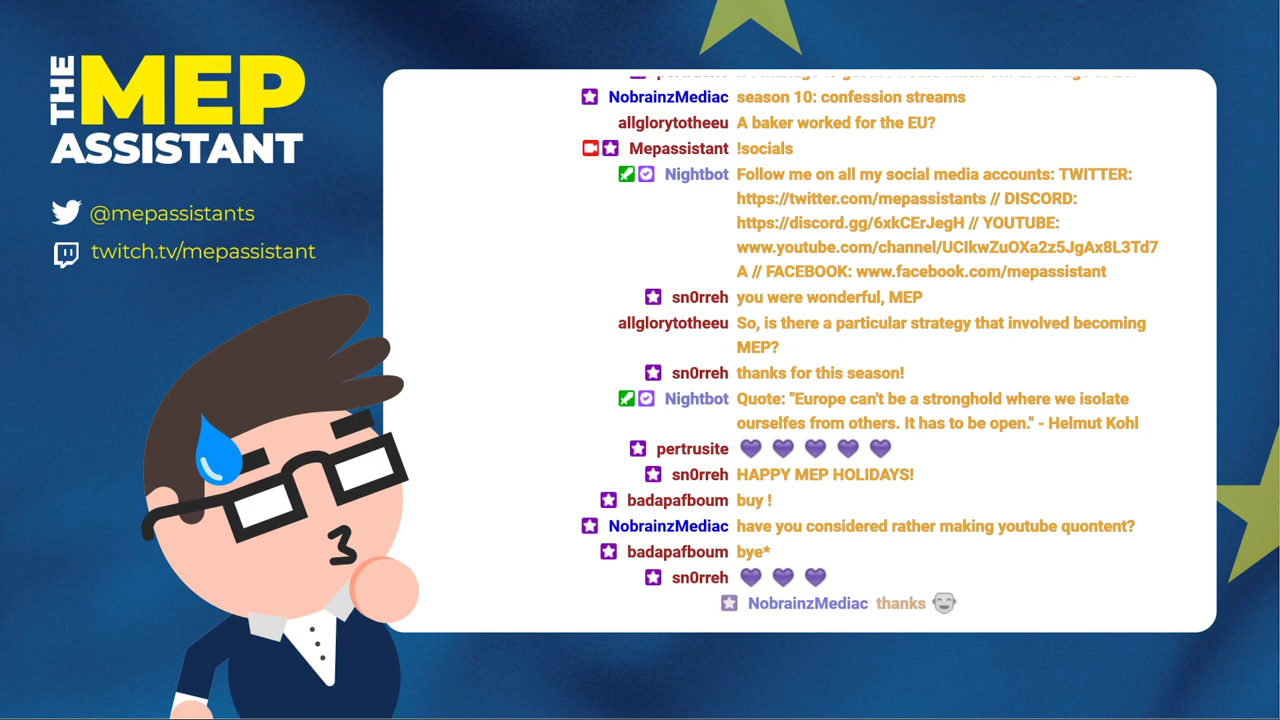 THE MEP
ASSISTANT
@mepassistants
twitch.tv/mepassistant
NobrainzMediac season 10: confession streams
allglorytotheeu A baker worked for the EU?
Mepassistant !socials
Nightbot Follow me on all my social media accounts: TWITTER:
https://twitter.com/mepassistants // DISCORD:
https://discord.gg/6xkCErJegH // YOUTUBE:
www.youtube.com/channel/UCIkwZuOXa2z5JgAx8L3Td7
A // FACEBOOK: www.facebook.com/mepassistant
sn0rreh you were wonderful, MEP
allglorytotheeu So, is there a particular strategy that involved becoming
MEP?
sn0rreh thanks for this season!
Nightbot Quote: "Europe can't be a stronghold where we isolate
ourselfes from others. It has to be open." - Helmut Kohl
pertrusite 💜 💜 💜 💜 💜
sn0rreh HAPPY MEP HOLIDAYS!
badapafboum buy !
NobrainzMediac have you considered rather making youtube quontent?
badapafboum bye*
sn0rreh 💜 💜 💜
NobrainzMediac thanks